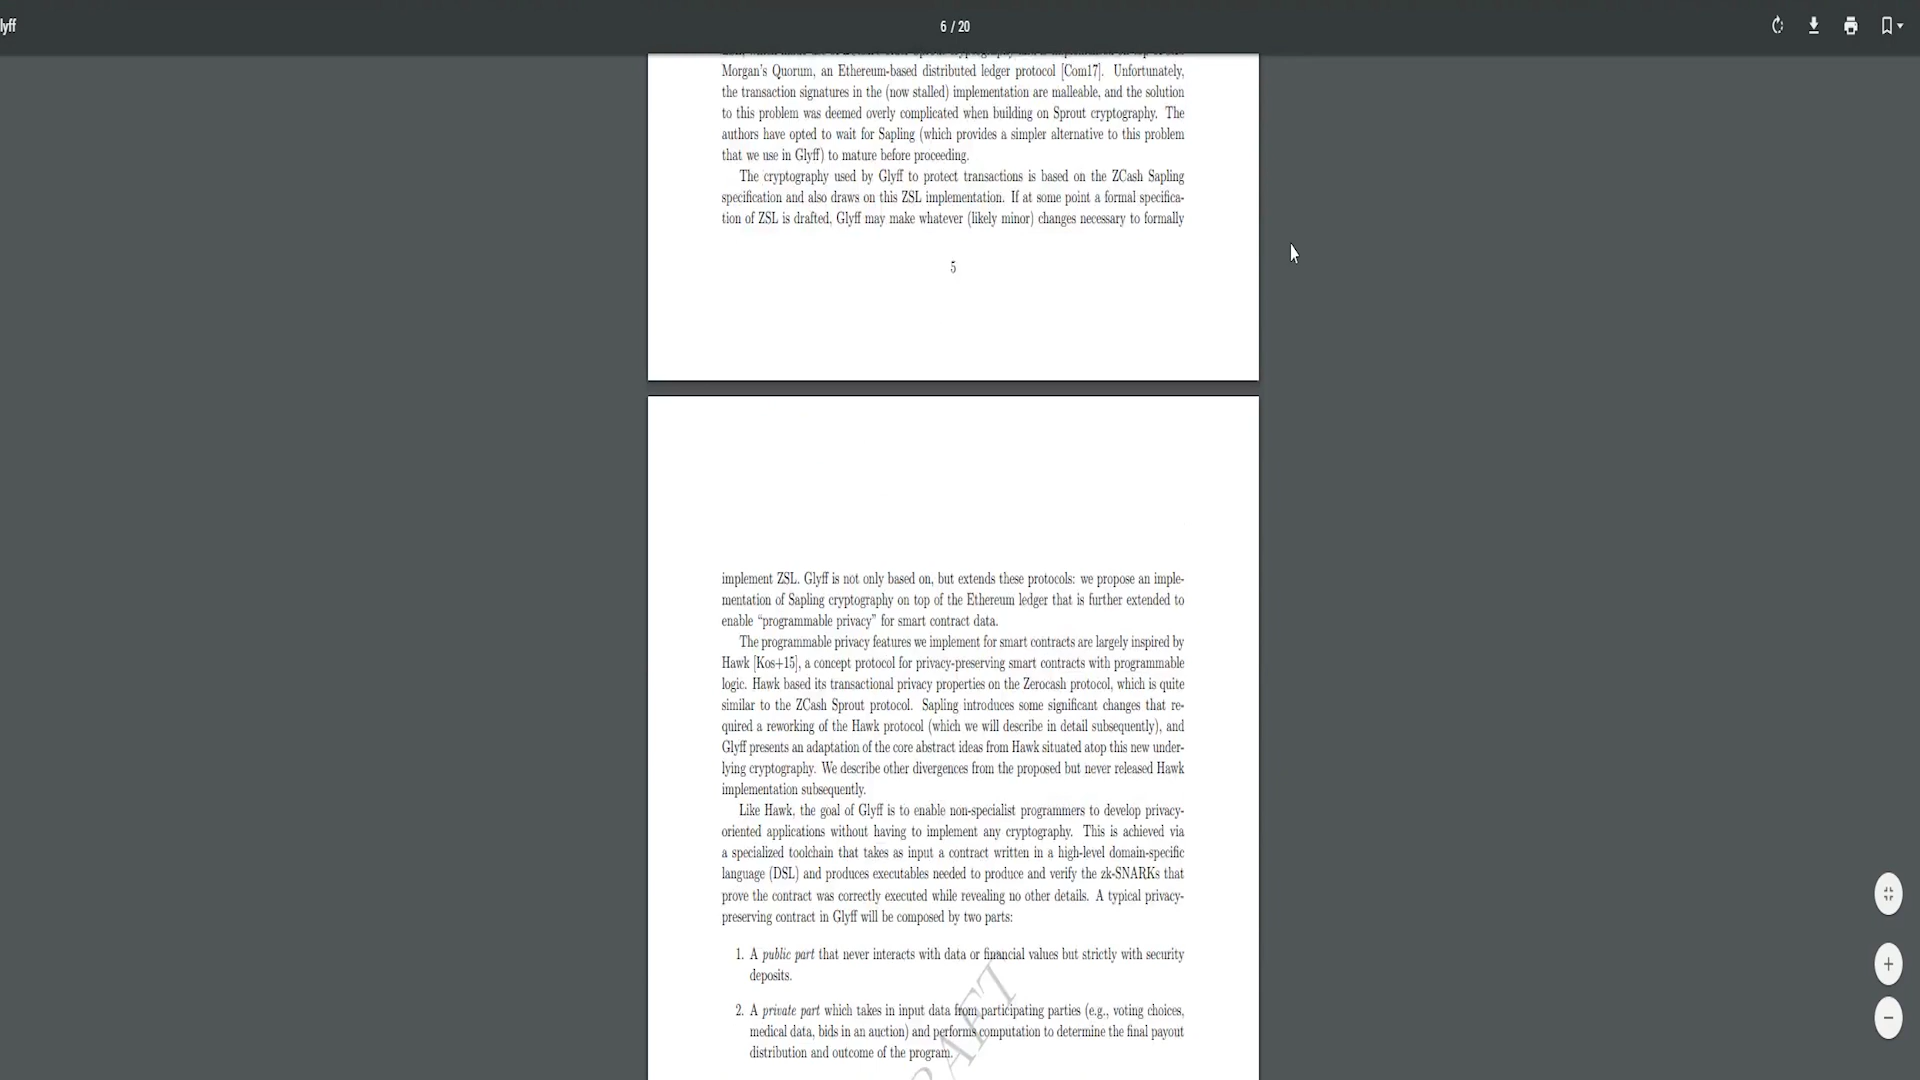 lyff
6 / 20
Morgan's Quorum, an Ethereum-based distributed ledger protocol [Com17]. Unfortunately,
the transaction signatures in the (now stalled) implementation are malleable, and the solution
to this problem was deemed overly complicated when building on Sprout cryptography. The
authors have opted to wait for Sapling (which provides a simpler alternative to this problem
that we use in Glyff) to mature before proceeding.
The cryptography used by Glyff to protect transactions is based on the ZCash Sapling
specification and also draws on this ZSL implementation. If at some point a formal specifica-
tion of ZSL is drafted, Glyff may make whatever (likely minor) changes necessary to formally
5
implement ZSL. Glyff is not only based on, but extends these protocols: we propose an imple-
mentation of Sapling cryptography on top of the Ethereum ledger that is further extended to
enable “programmable privacy” for smart contract data.
The programmable privacy features we implement for smart contracts are largely inspired by
Hawk [Kos+15], a concept protocol for privacy-preserving smart contracts with programmable
logic. Hawk based its transactional privacy properties on the Zerocash protocol, which is quite
similar to the ZCash Sprout protocol. Sapling introduces some significant changes that re-
quired a reworking of the Hawk protocol (which we will describe in detail subsequently), and
Glyff presents an adaptation of the core abstract ideas from Hawk situated atop this new under-
lying cryptography. We describe other divergences from the proposed but never released Hawk
implementation subsequently.
Like Hawk, the goal of Glyff is to enable non-specialist programmers to develop privacy-
oriented applications without having to implement any cryptography. This is achieved via
a specialized toolchain that takes as input a contract written in a high-level domain-specific
language (DSL) and produces executables needed to produce and verify the zk-SNARKs that
prove the contract was correctly executed while revealing no other details. A typical privacy-
preserving contract in Glyff will be composed by two parts:
1. A public part that never interacts with data or financial values but strictly with security
deposits.
2. A private part which takes in input data from participating parties (e.g., voting choices,
medical data, bids in an auction) and performs computation to determine the final payout
distribution and outcome of the program.
RAFT